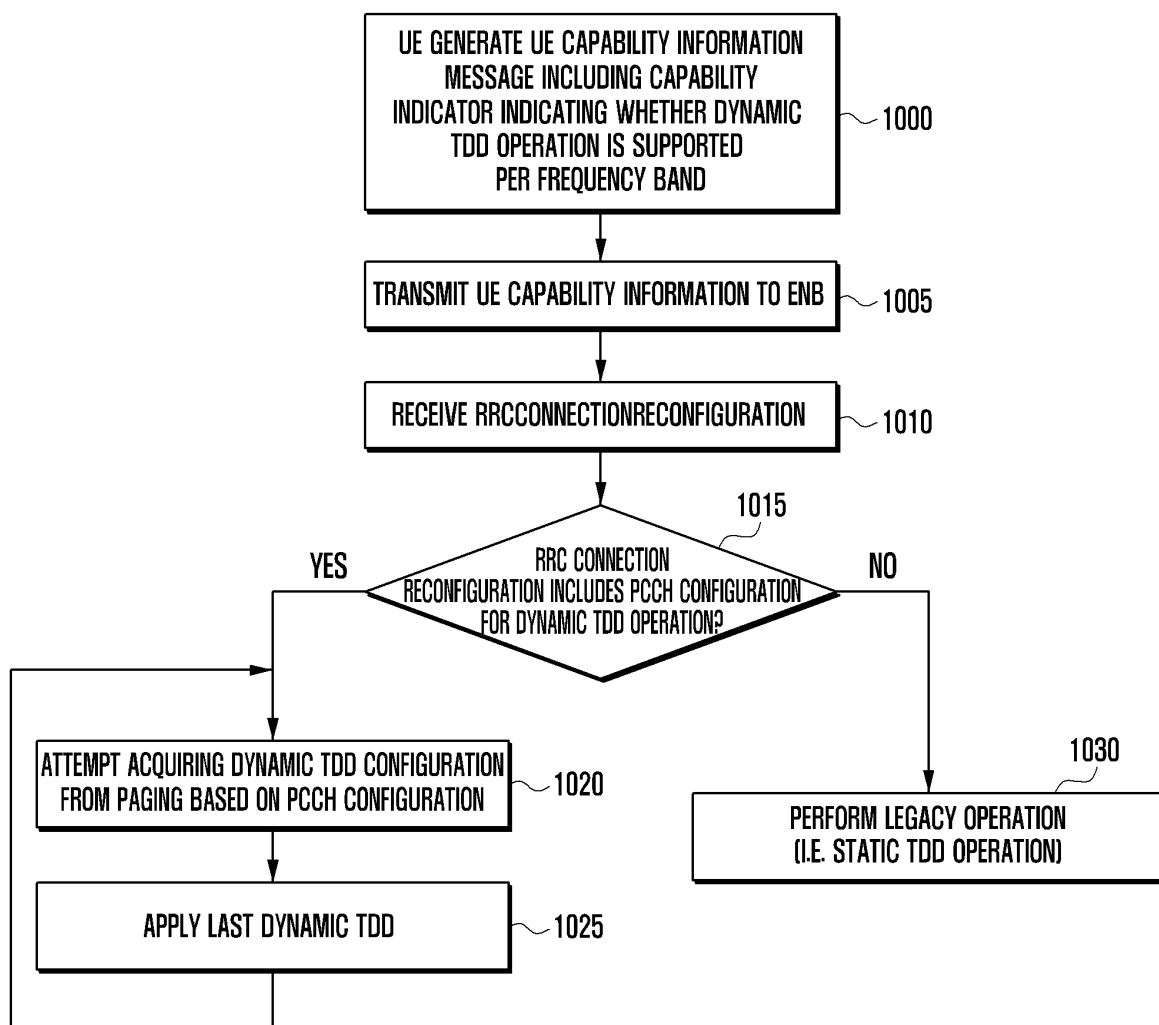 UE GENERATE UE CAPABILITY INFORMATION
MESSAGE INCLUDING CAPABILITY
INDICATOR INDICATING WHETHER DYNAMIC
TDD OPERATION IS SUPPORTED
PER FREQUENCY BAND
1000
TRANSMIT UE CAPABILITY INFORMATION TO ENB
1005
RECEIVE RRCCONNECTIONRECONFIGURATION
1010
1015
RRC CONNECTION
RECONFIGURATION INCLUDES PCCH CONFIGURATION
FOR DYNAMIC TDD OPERATION?
YES
NO
ATTEMPT ACQUIRING DYNAMIC TDD CONFIGURATION
FROM PAGING BASED ON PCCH CONFIGURATION
1020
1030
PERFORM LEGACY OPERATION
(I.E. STATIC TDD OPERATION)
APPLY LAST DYNAMIC TDD
1025